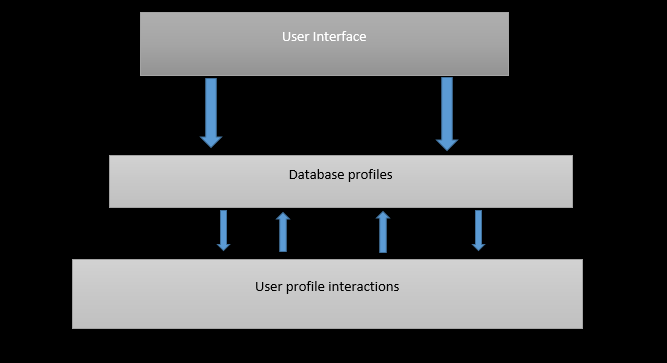 User Interface
Database profiles
User profile interactions